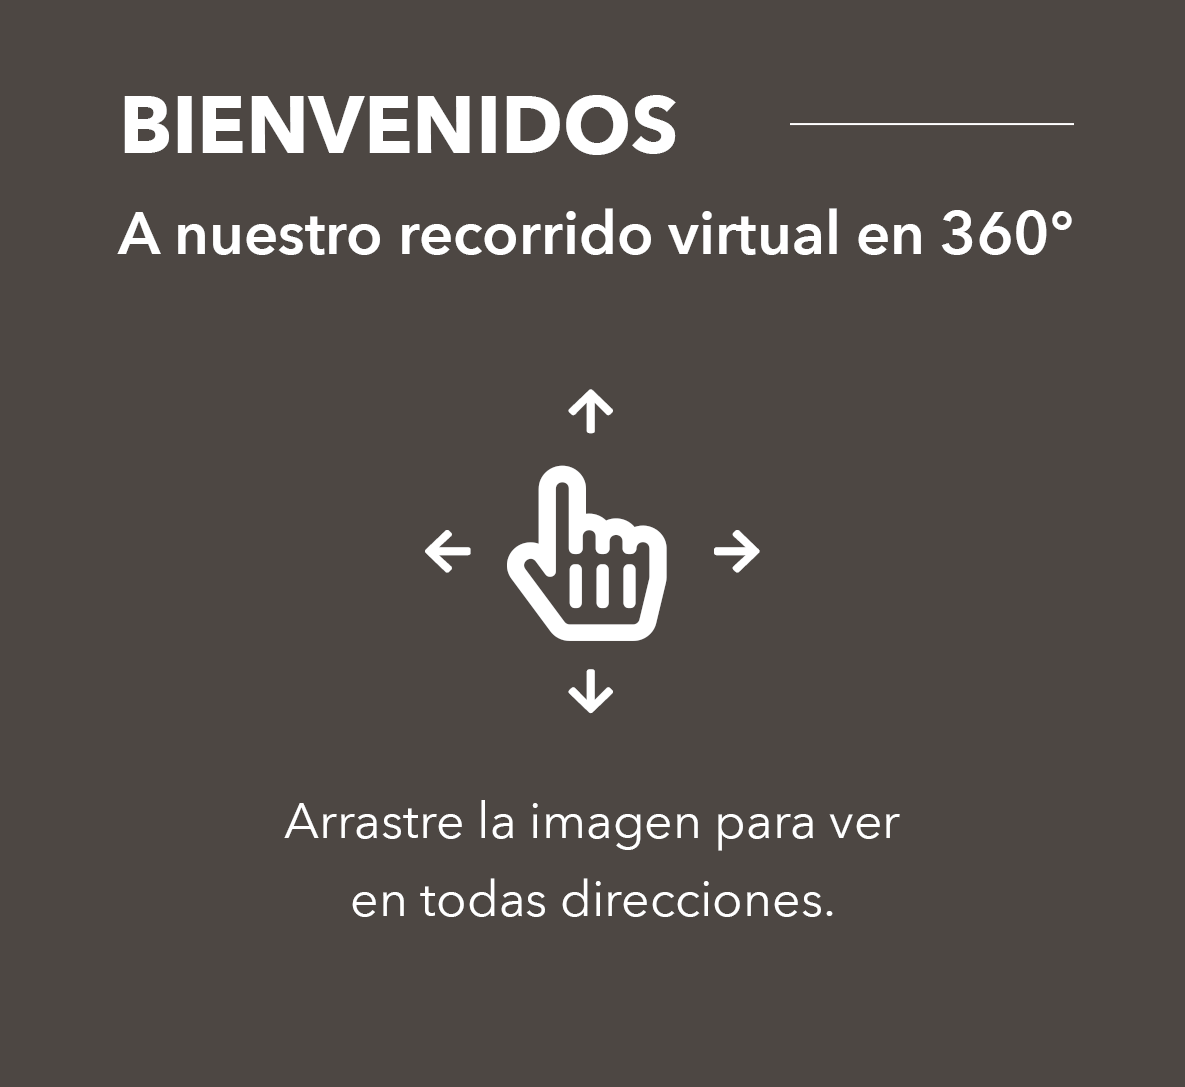 BIENVENIDOS
A nuestro recorrido virtual en 360°
Arrastre la imagen para ver
en todas direcciones.